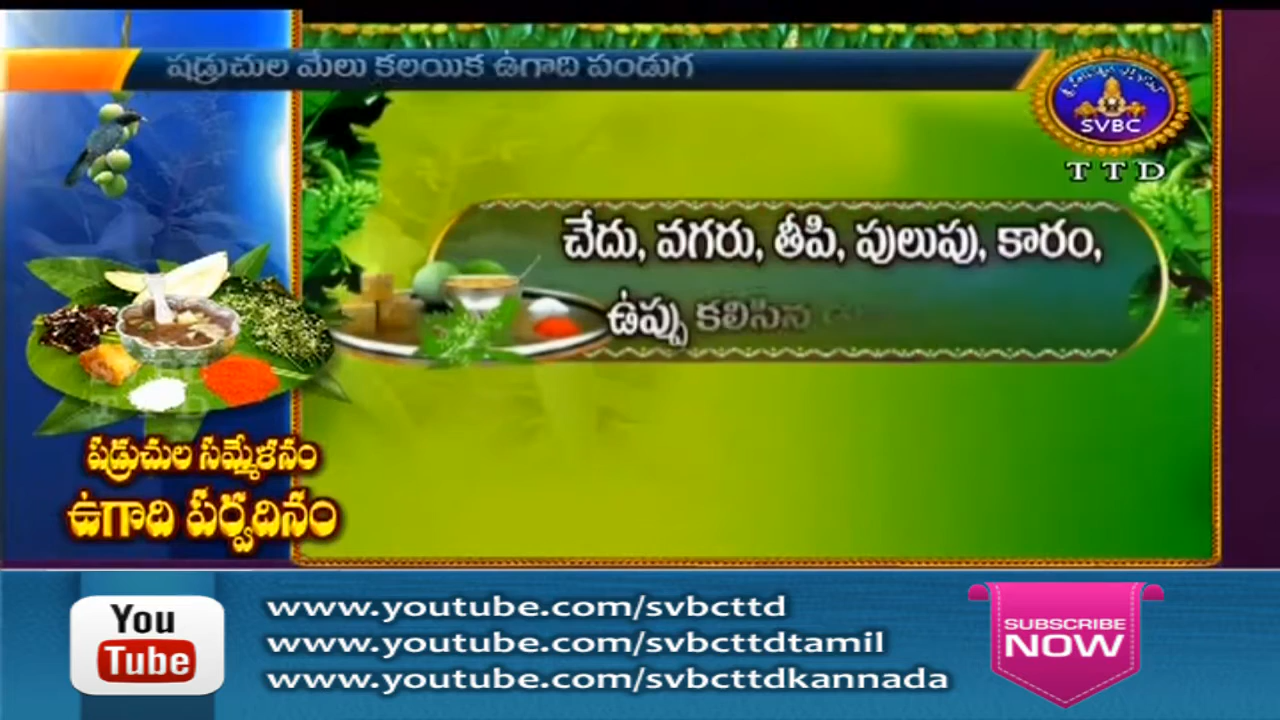 షడ్రుచుల మేలు కలయిక ఉగాది పండుగ
SVBC
TTD
చేదు, వగరు, తీపి, పులుపు, కారం,
ఉప్పు కలిసిన
షడ్రుచుల సమ్మేళనం
ఉగాది పర్వదినం
You
Tube
www.youtube.com/svbcttd
www.youtube.com/svbcttdtamil
www.youtube.com/svbcttdkannada
SUBSCRIBE
NOW